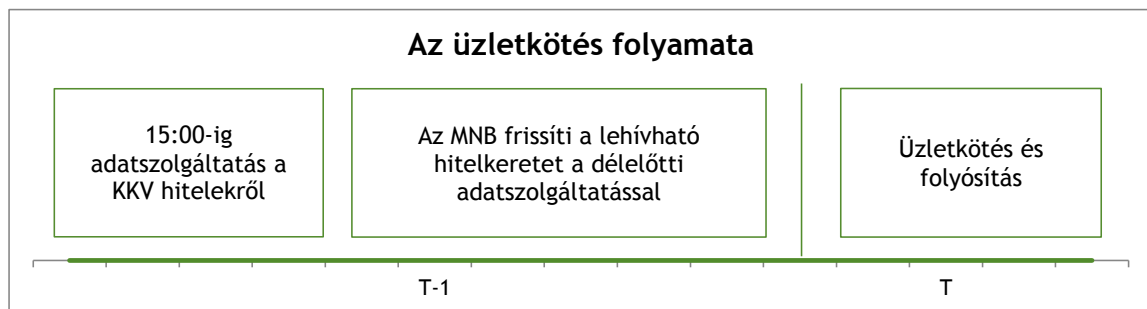 Az üzletkötés folyamata
15:00-ig
adatszolgáltatás a
KKV hitelekről
Az MNB frissíti a lehívható
hitelkeretet a délelőtti
adatszolgáltatással
Üzletkötés és
folyósítás
T-1
T